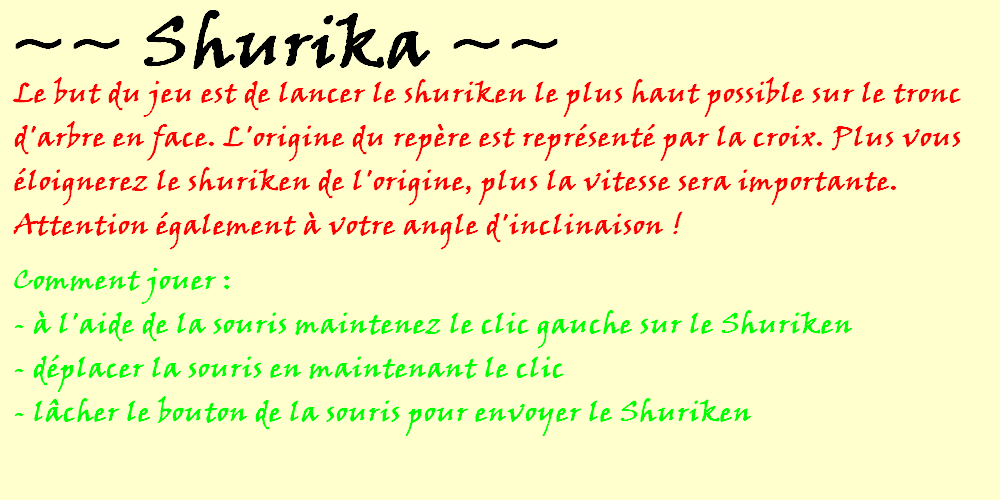 ~~ Shurika ~~
Le but du jeu est de lancer le shuriken le plus haut possible sur le tronc
d'arbre en face. L'origine du repère est représenté par la croix. Plus vous
éloignerez le shuriken de l'origine, plus la vitesse sera importante.
Attention également à votre angle d'inclinaison !
Comment jouer :
- à l'aide de la souris maintenez le clic gauche sur le Shuriken
- déplacer la souris en maintenant le clic
- lâcher le bouton de la souris pour envoyer le Shuriken